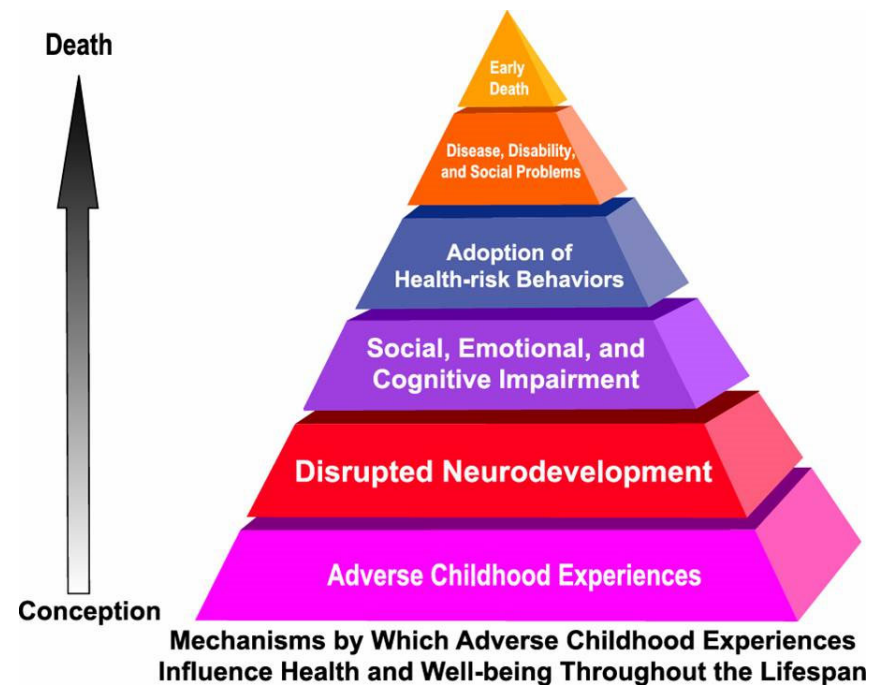 Death
Early
Death
Disease, Disability,
and Social Problems
Adoption of
Health-risk Behaviors
Social, Emotional, and
Cognitive Impairment
Disrupted Neurodevelopment
Adverse Childhood Experiences
Conception
Mechanisms by Which Adverse Childhood Experiences
Influence Health and Well-being Throughout the Lifespan